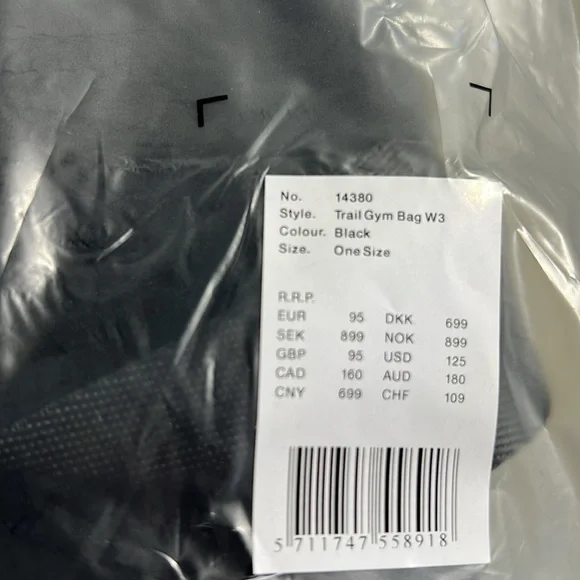 No. 14380
Style. Trail Gym Bag W3
Colour. Black
Size. One Size
R.R.P.
EUR 95 DKK 699
SEK 899 NOK 899
GBP 95 USD 125
CAD 160 AUD 180
CNY 699 CHF 109
5 711747 558918